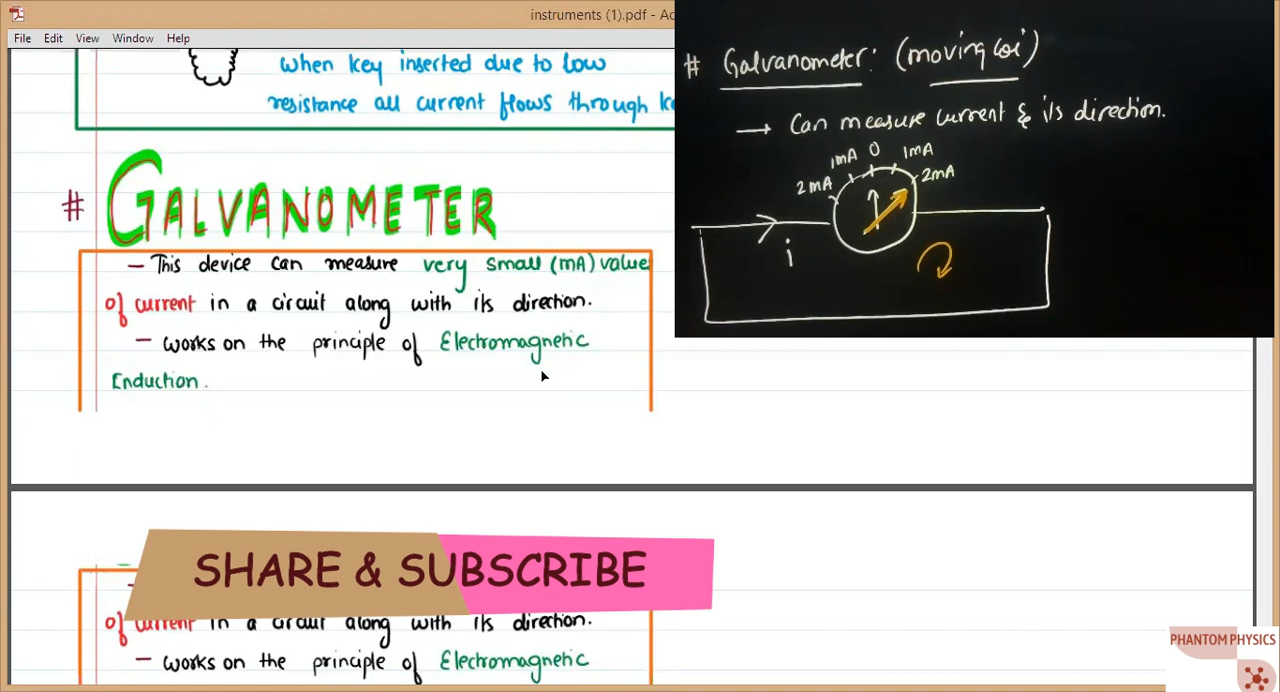 instruments (1).pdf - Ac
File Edit View Window Help
when key inserted due to low
resistance all current flows through
# GALVANOMETER
- This device can measure very small (mA) value
of current in a circuit along with its direction.
- works on the principle of Electromagnetic
Induction.
# Galvanometer: (moving coi)
→ Can measure current & its direction.
2mA 1mA 0 1mA 2mA
i
SHARE & SUBSCRIBE
of current in a circuit along with its direction.
- works on the principle of Electromagnetic
PHANTOM PHYSICS